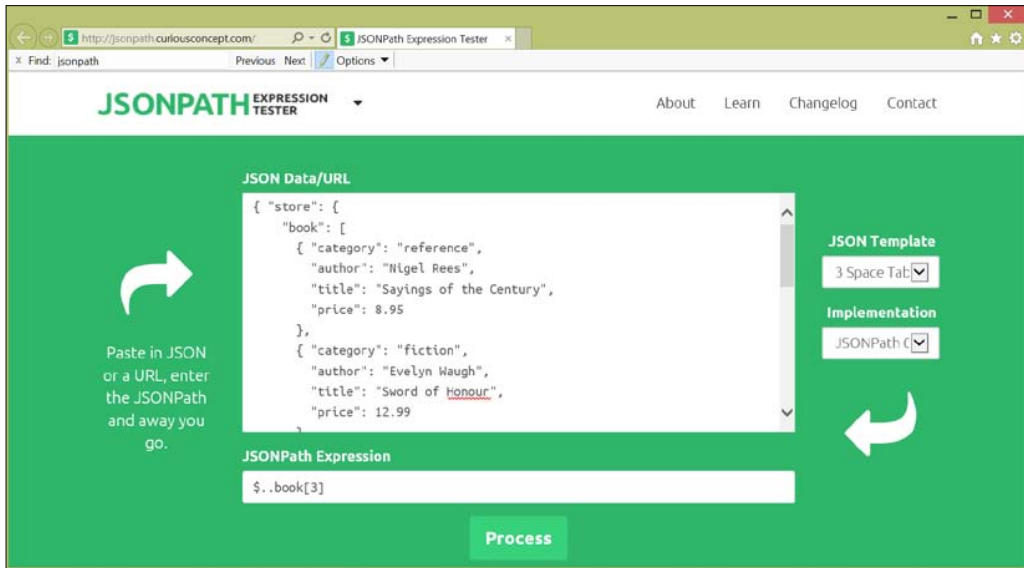 http://jsonpath.curiousconcept.com/
JSONPath Expression Tester
x Find: jsonpath Previous Next Options
JSONPATH EXPRESSION TESTER
About Learn Changelog Contact
JSON Data/URL
{ "store": {
"book": [
{ "category": "reference",
"author": "Nigel Rees",
"title": "Sayings of the Century",
"price": 8.95
},
{ "category": "fiction",
"author": "Evelyn Waugh",
"title": "Sword of Honour",
"price": 12.99
}
Paste in JSON
or a URL, enter
the JSONPath
and away you
go.
JSON Template
3 Space Tab
Implementation
JSONPath
JSONPath Expression
$..book[3]
Process